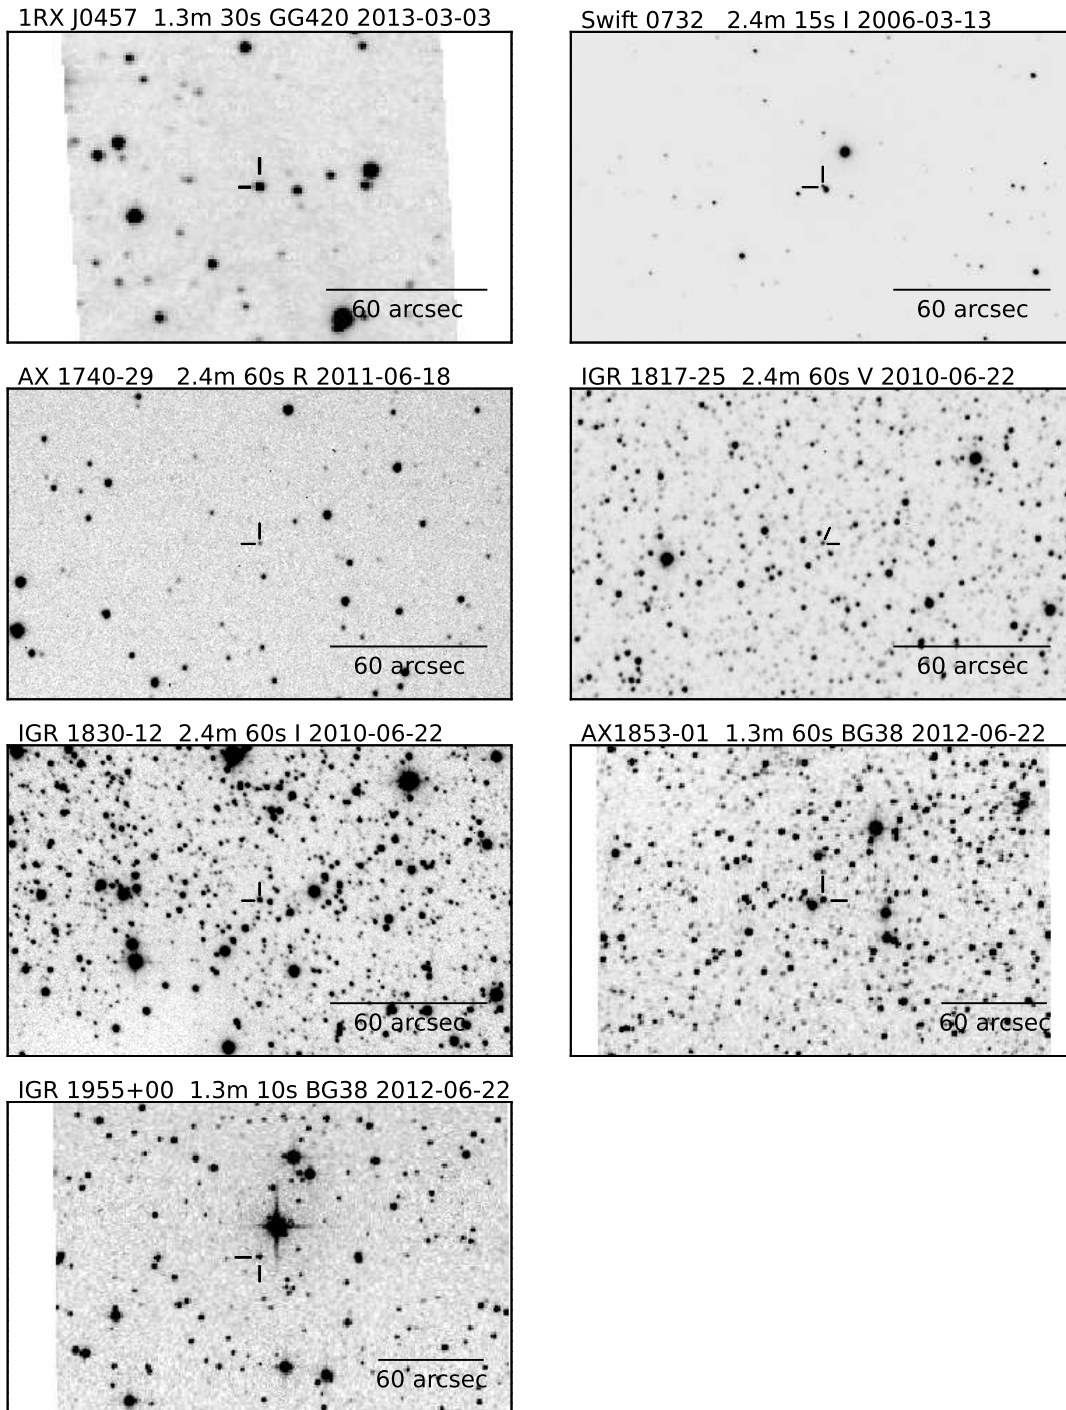 1RX J0457 1.3m 30s GG420 2013-03-03
60 arcsec
Swift 0732 2.4m 15s I 2006-03-13
60 arcsec
AX 1740-29 2.4m 60s R 2011-06-18
60 arcsec
IGR 1817-25 2.4m 60s V 2010-06-22
60 arcsec
IGR 1830-12 2.4m 60s I 2010-06-22
60 arcsec
AX1853-01 1.3m 60s BG38 2012-06-22
60 arcsec
IGR 1955+00 1.3m 10s BG38 2012-06-22
60 arcsec